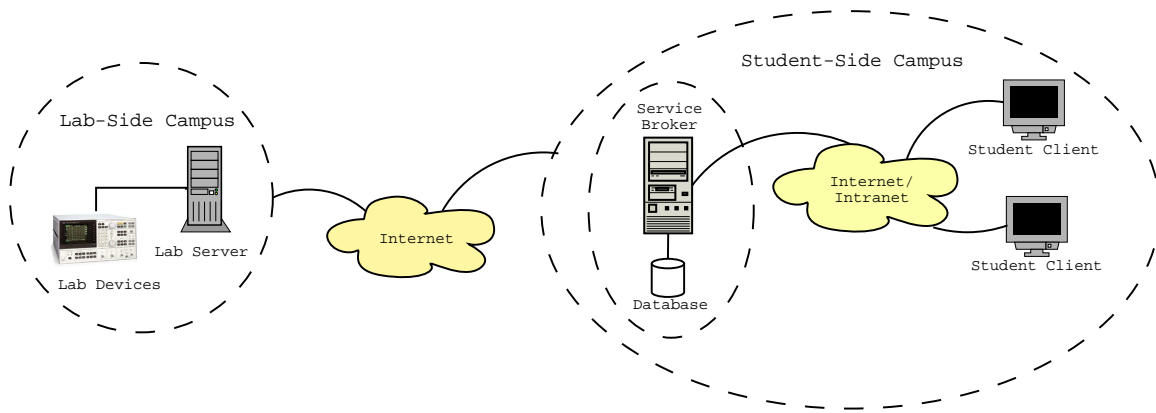 Student-Side Campus
Lab-Side Campus
Service
Broker
Student Client
Internet/
Intranet
Internet
Lab Server
Student Client
Lab Devices
Database